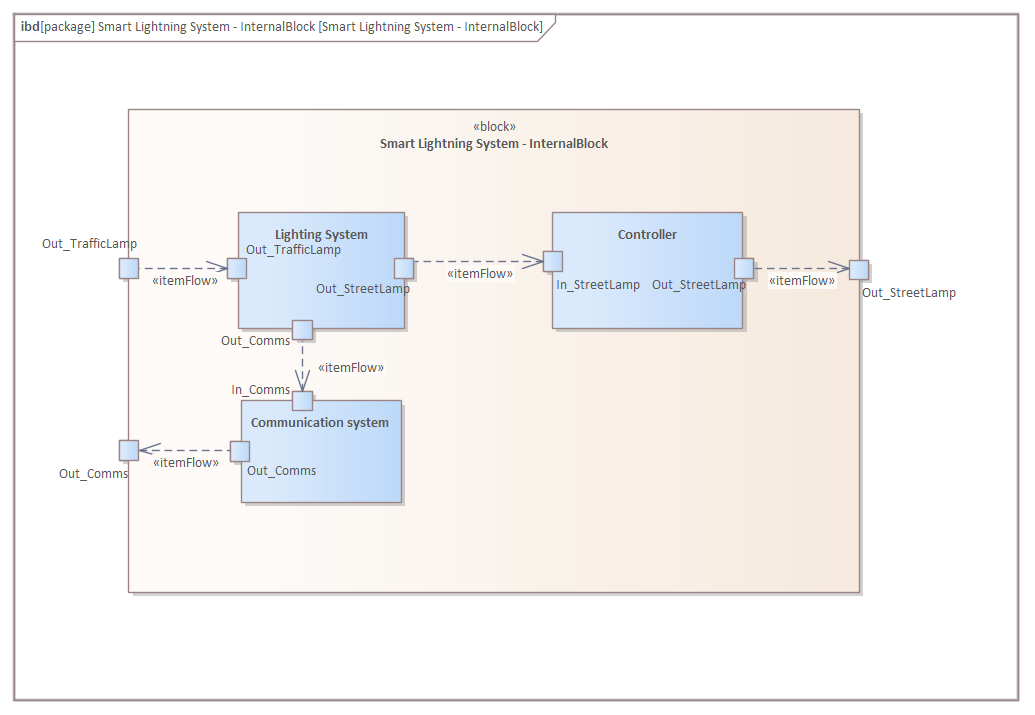 ibd[package] Smart Lightning System - InternalBlock [Smart Lightning System - InternalBlock]
«block»
Smart Lightning System - InternalBlock
Out_TrafficLamp
«itemFlow»
Lighting System
Out_TrafficLamp
Out_StreetLamp
«itemFlow»
Controller
In_StreetLamp
Out_StreetLamp
«itemFlow»
Out_StreetLamp
Out_Comms
«itemFlow»
In_Comms
Communication system
Out_Comms
«itemFlow»
Out_Comms